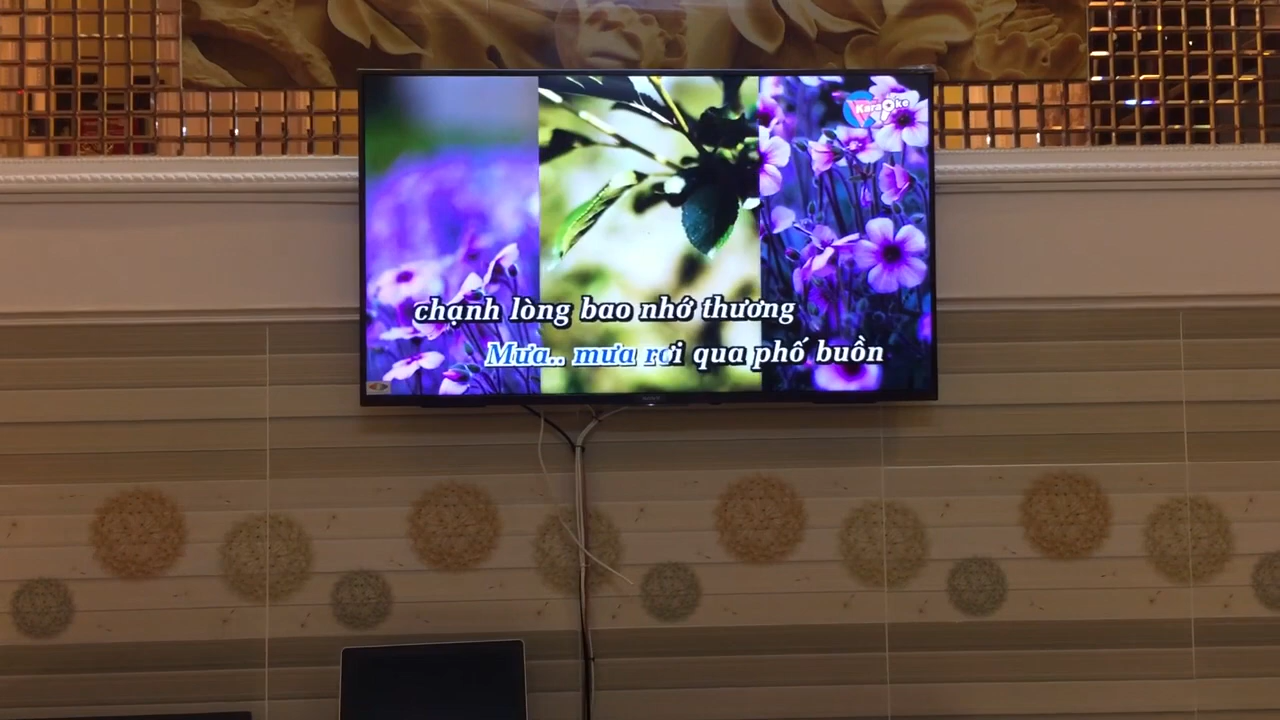 Karaoke
chạnh lòng bao nhớ thương
Mưa.. mưa rơi qua phố buồn